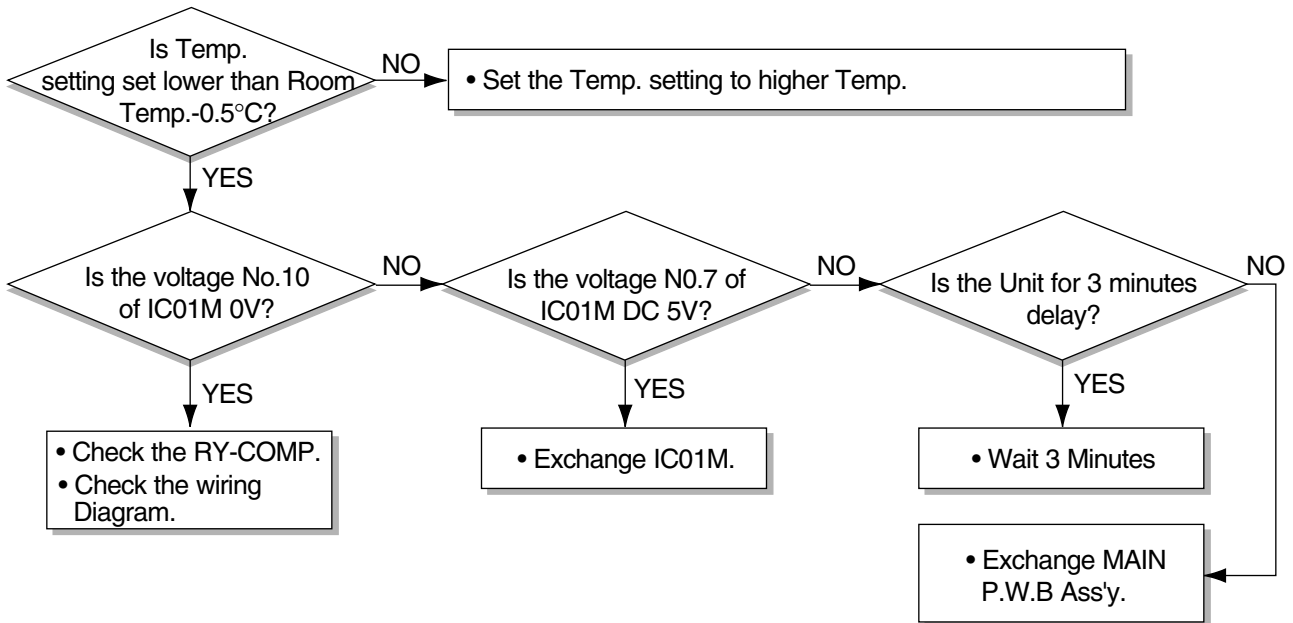 Is Temp.
setting set lower than Room
Temp.-0.5°C?
NO
• Set the Temp. setting to higher Temp.
YES
Is the voltage No.10
of IC01M 0V?
NO
Is the voltage N0.7 of
IC01M DC 5V?
NO
Is the Unit for 3 minutes
delay?
NO
YES
YES
YES
• Check the RY-COMP.
• Check the wiring
Diagram.
• Exchange IC01M.
• Wait 3 Minutes
• Exchange MAIN
P.W.B Ass'y.